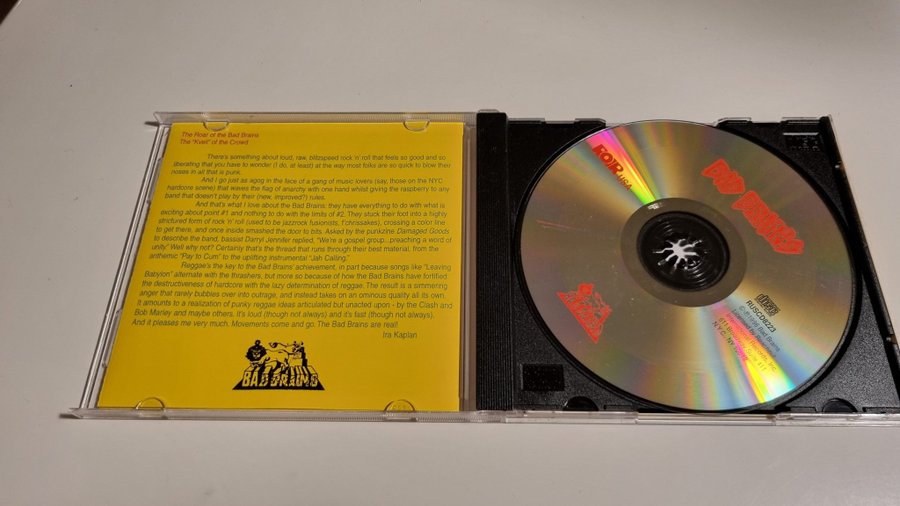 The Roar of the Bad Brains
The "Kvell" of the Crowd
There's something about loud, raw, blitzspeed rock 'n' roll that feels so good and so
liberating that you have to wonder (I do, at least) at the way most folks are so quick to blow their
noses in all that is punk.
And I go just as agog in the face of a gang of music lovers (say, those on the NYC
hardcore scene) that waves the flag of anarchy with one hand whilst giving the raspberry to any
band that doesn't play by their (new, improved?) rules.
And that's what I love about the Bad Brains: they have everything to do with what is
exciting about point #1 and nothing to do with the limits of #2. They stuck their foot into a highly
strictured form of rock 'n' roll (used to be jazzrock fusionists, f'chrissakes), crossing a color line
to get there, and once inside smashed the door to bits. Asked by the punkzine Damaged Goods
to describe the band, bassist Darryl Jennifer replied, "We're a gospel group...preaching a word of
unity." Well why not? Certainly that's the thread that runs through their best material, from the
anthemic "Pay to Cum" to the uplifting instrumental "Jah Calling."
Reggae's the key to the Bad Brains' achievement, in part because songs like "Leaving
Babylon" alternate with the thrashers, but more so because of how the Bad Brains have fortified
the destructiveness of hardcore with the lazy determination of reggae. The result is a simmering
anger that rarely bubbles over into outrage, and instead takes on an ominous quality all its own.
It amounts to a realization of punky reggae ideas articulated but unacted upon - by the Clash and
Bob Marley and maybe others. It's loud (though not always) and it's fast (though not always).
And it pleases me very much. Movements come and go. The Bad Brains are real!
Ira Kaplan
BAD BRAINS
ROIR USA
BAD BRAINS
RUSCD8223
1996 Bad Brains
611 Broadway, Suite 411
N.Y.C. NY